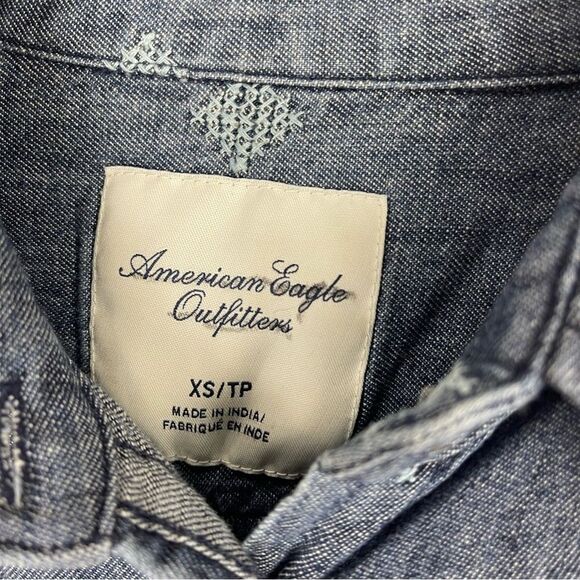 American Eagle
Outfitters
XS/TP
MADE IN INDIA/
FABRIQUÉ EN INDE